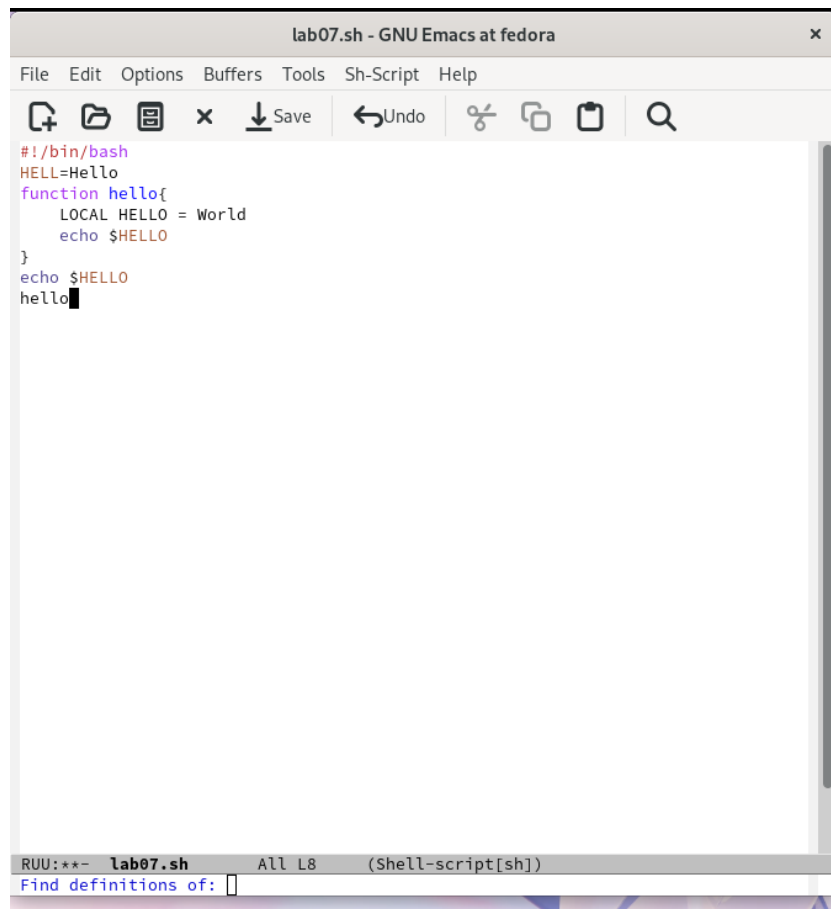 lab07.sh - GNU Emacs at fedora ×
File Edit Options Buffers Tools Sh-Script Help
Save Undo
#!/bin/bash
HELL=Hello
function hello{
    LOCAL HELLO = World
    echo $HELLO
}
echo $HELLO
hello
RUU:**- lab07.sh All L8 (Shell-script[sh])
Find definitions of: